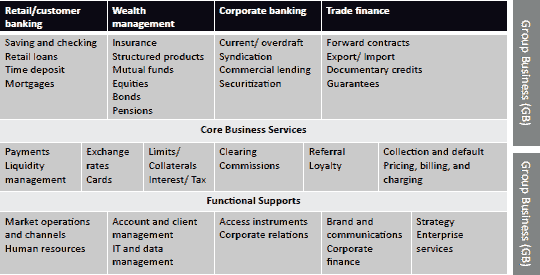 Retail/customer
banking
Wealth
management
Corporate banking
Trade finance
Saving and checking
Retail loans
Time deposit
Mortgages
Insurance
Structured products
Mutual funds
Equities
Bonds
Pensions
Current/ overdraft
Syndication
Commercial lending
Securitization
Forward contracts
Export/ Import
Documentary credits
Guarantees
Group Business (GB)
Core Business Services
Payments
Liquidity
management
Exchange
rates
Cards
Limits/
Collaterals
Interest/ Tax
Clearing
Commissions
Referral
Loyalty
Collection and default
Pricing, billing, and
charging
Functional Supports
Market operations
and channels
Human resources
Account and client
management
IT and data
management
Access instruments
Corporate relations
Brand and
communications
Corporate
finance
Strategy
Enterprise
services
Group Business (GB)